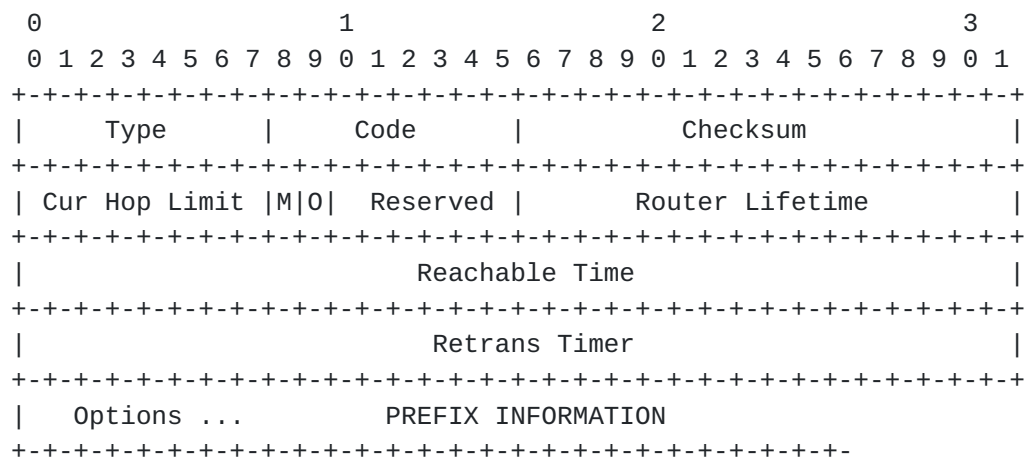 0                   1                   2                   3
 0 1 2 3 4 5 6 7 8 9 0 1 2 3 4 5 6 7 8 9 0 1 2 3 4 5 6 7 8 9 0 1
+-+-+-+-+-+-+-+-+-+-+-+-+-+-+-+-+-+-+-+-+-+-+-+-+-+-+-+-+-+-+-+-+
|     Type      |     Code      |          Checksum             |
+-+-+-+-+-+-+-+-+-+-+-+-+-+-+-+-+-+-+-+-+-+-+-+-+-+-+-+-+-+-+-+-+
| Cur Hop Limit |M|O|  Reserved |       Router Lifetime         |
+-+-+-+-+-+-+-+-+-+-+-+-+-+-+-+-+-+-+-+-+-+-+-+-+-+-+-+-+-+-+-+-+
|                         Reachable Time                        |
+-+-+-+-+-+-+-+-+-+-+-+-+-+-+-+-+-+-+-+-+-+-+-+-+-+-+-+-+-+-+-+-+
|                          Retrans Timer                        |
+-+-+-+-+-+-+-+-+-+-+-+-+-+-+-+-+-+-+-+-+-+-+-+-+-+-+-+-+-+-+-+-+
|   Options ...         PREFIX INFORMATION
+-+-+-+-+-+-+-+-+-+-+-+-+-+-+-+-+-+-+-+-+-+-+-+-+-+-+-